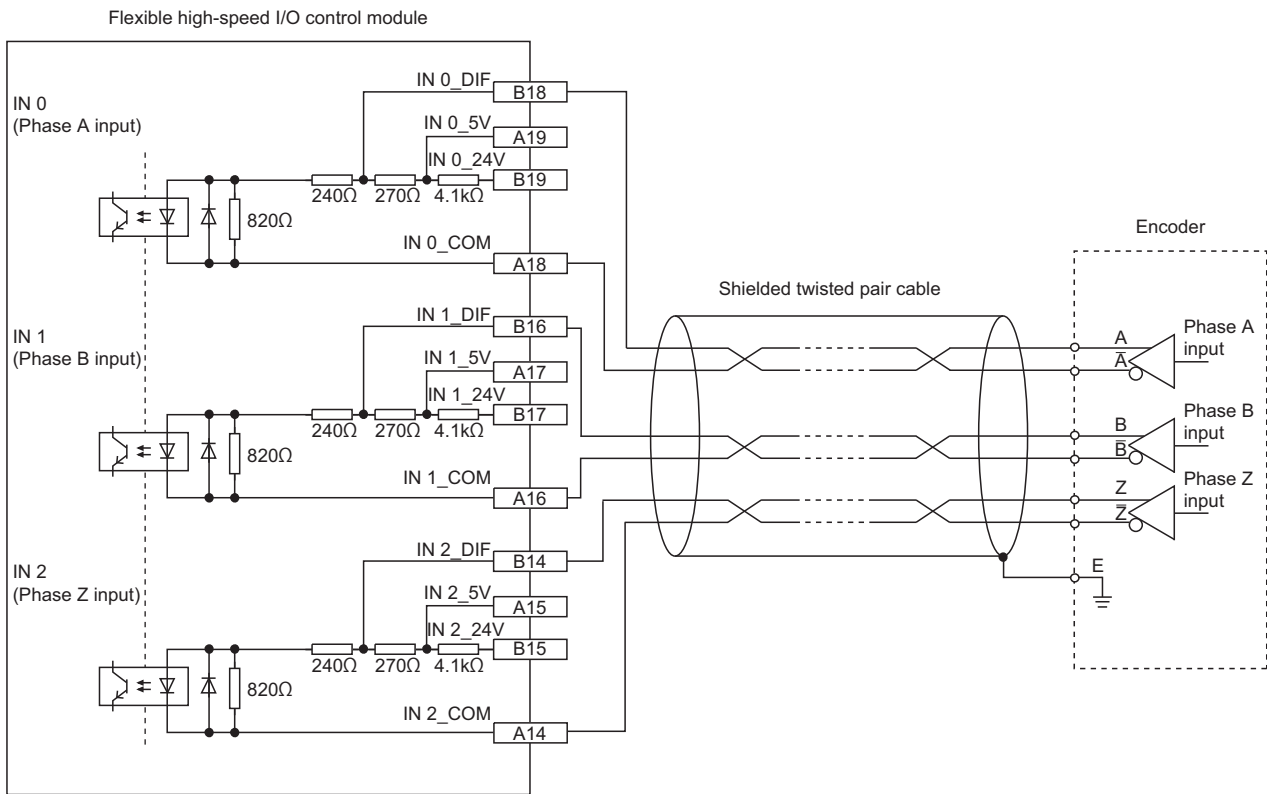 Flexible high-speed I/O control module
IN 0
(Phase A input)
IN 0_DIF
B18
IN 0_5V
A19
IN 0_24V
B19
240Ω
270Ω
4.1kΩ
820Ω
IN 0_COM
A18
IN 1
(Phase B input)
IN 1_DIF
B16
IN 1_5V
A17
IN 1_24V
B17
240Ω
270Ω
4.1kΩ
820Ω
IN 1_COM
A16
IN 2
(Phase Z input)
IN 2_DIF
B14
IN 2_5V
A15
IN 2_24V
B15
240Ω
270Ω
4.1kΩ
820Ω
IN 2_COM
A14
Shielded twisted pair cable
Encoder
A
A̅
Phase A
input
B
B̅
Phase B
input
Z
Z̅
Phase Z
input
E